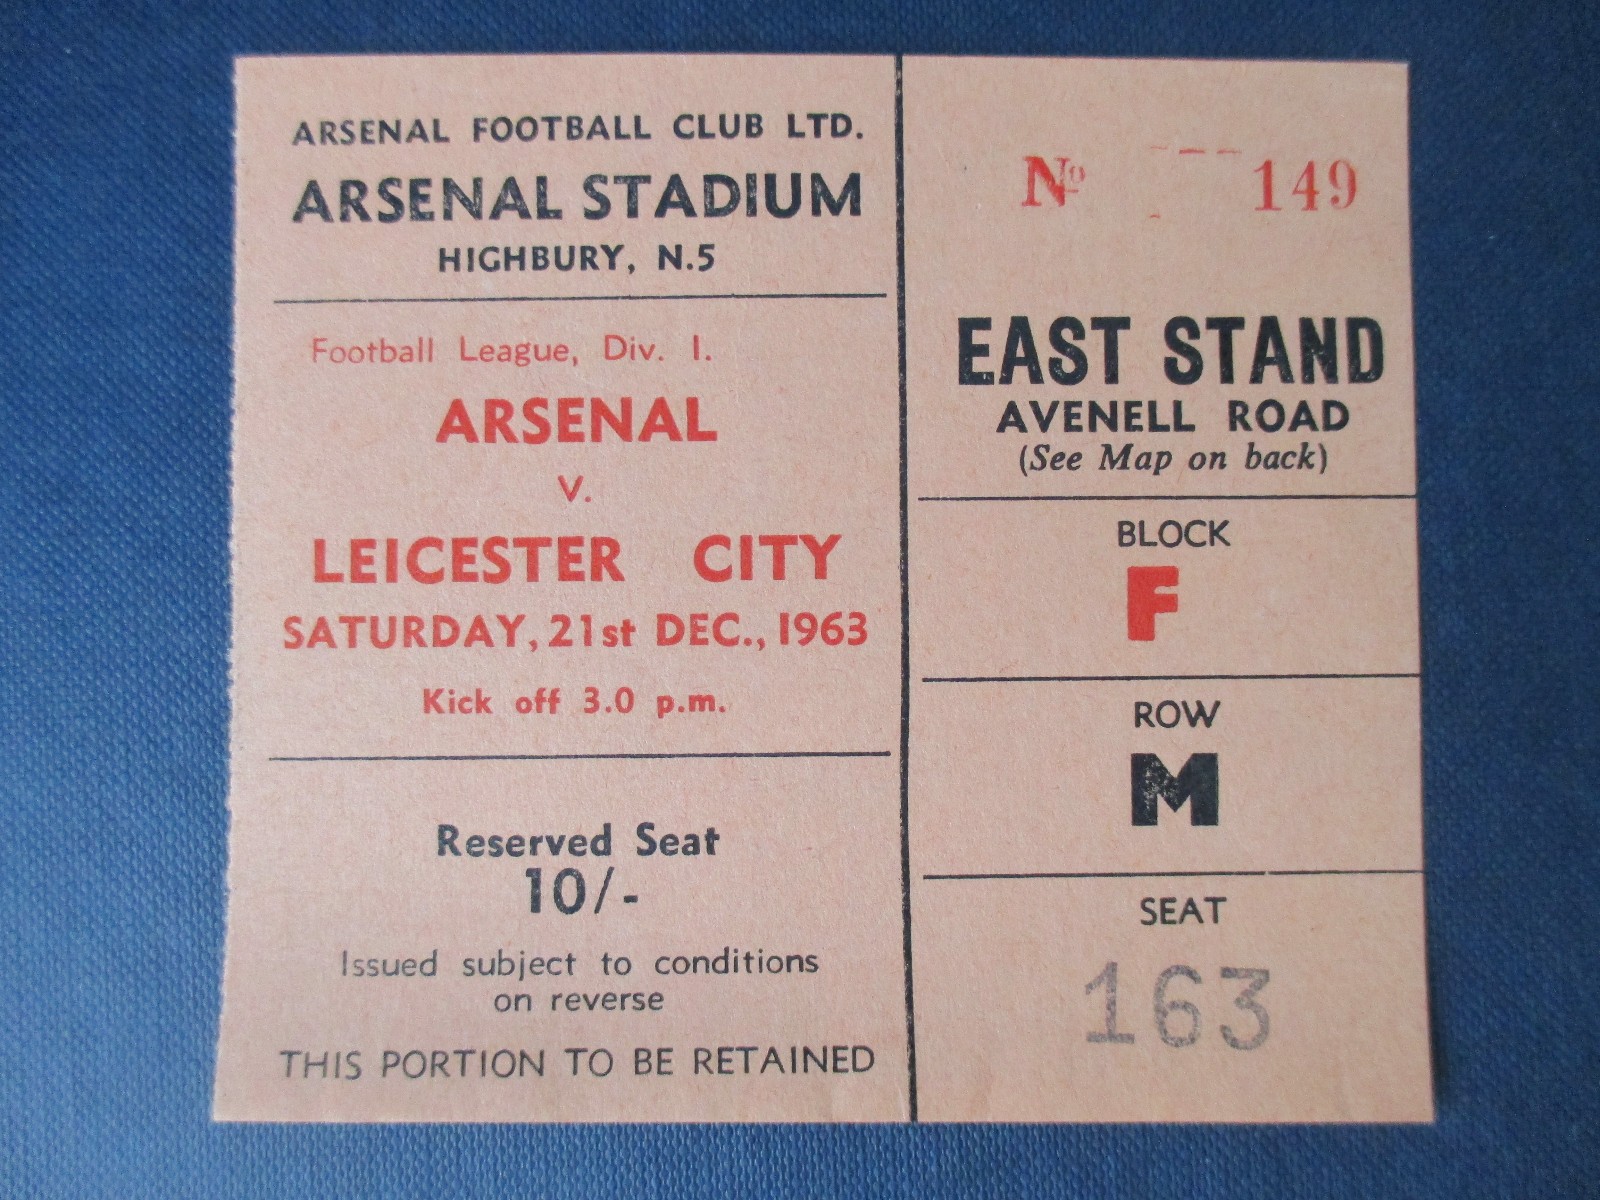 ARSENAL FOOTBALL CLUB LTD.
ARSENAL STADIUM
HIGHBURY, N.5
Football League, Div. I.
ARSENAL
v.
LEICESTER CITY
SATURDAY, 21st DEC., 1963
Kick off 3.0 p.m.
Reserved Seat
10/-
Issued subject to conditions
on reverse
THIS PORTION TO BE RETAINED
Nº 149
EAST STAND
AVENELL ROAD
(See Map on back)
BLOCK
F
ROW
M
SEAT
163